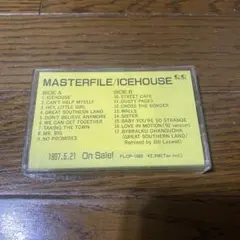 MASTERFILE/ICEHOUSE
SIDE A
1. ICEHOUSE
2. CAN'T HELP MYSELF
3. HEY, LITTLE GIRL
4. GREAT SOUTHERN LAND
5. DON'T BELIEVE ANYMORE
6. WE CAN GET TOGETHER
7. TAKING THE TOWN
8. MR. BIG
9. NO PROMISES
SIDE B
10. STREET CAFE
11. DUSTY PAGES
12. CROSS THE BORDER
13. WALLS
14. SISTER
15. BABY YOU'RE SO STRANGE
16. LOVE IN MOTION
GREAT SOUTHERN LAND/
Remixed by Bill Laswell
1997.5.21 On Sale!